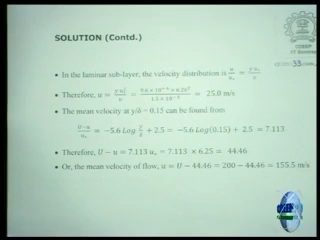 SOLUTION (Contd.)
33
• In the laminar sub-layer, the velocity distribution is u/u* = y u*/ν
• Therefore, u = y u*²/ν = = 25.0 m/s
• The mean velocity at y/δ = 0.15 can be found from
U−u/u* = −5.6 Log y/δ + 2.5 = −5.6 Log(0.15) + 2.5 = 7.113
• Therefore, U − u = 7.113 u* = 7.113 × 6.25 = 44.46
• Or, the mean velocity of flow, u = U − 44.46 = 200 − 44.46 = 155.5 m/s